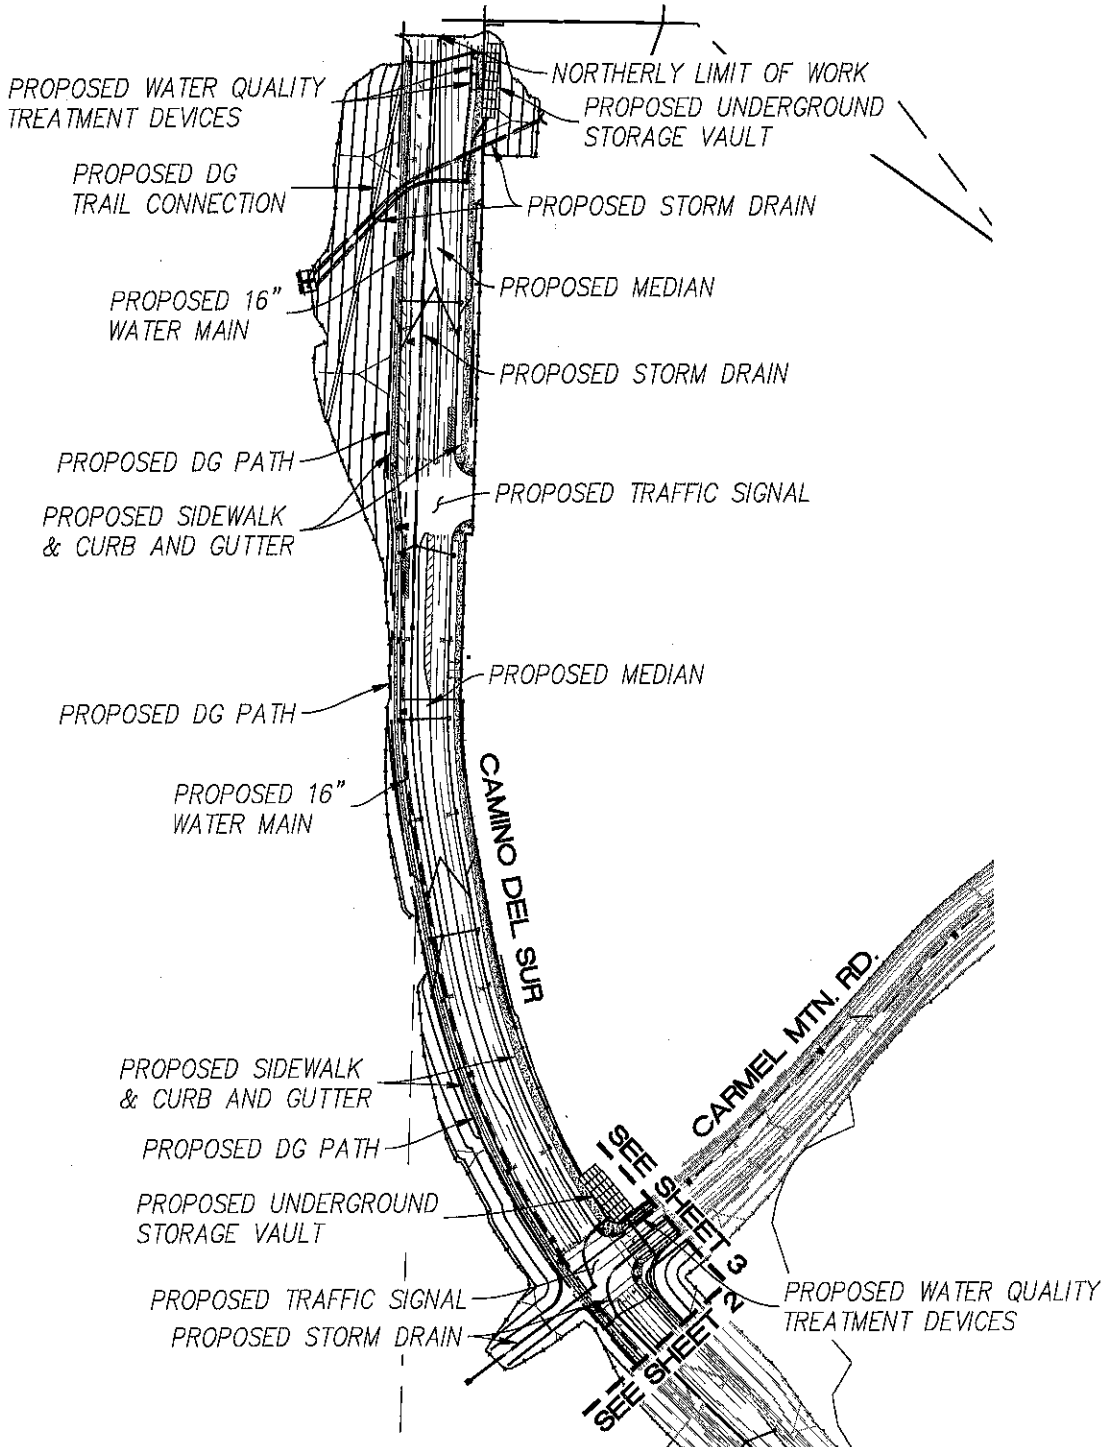 PROPOSED WATER QUALITY
TREATMENT DEVICES
NORTHERLY LIMIT OF WORK
PROPOSED UNDERGROUND
STORAGE VAULT
PROPOSED DG
TRAIL CONNECTION
PROPOSED STORM DRAIN
PROPOSED 16"
WATER MAIN
PROPOSED MEDIAN
PROPOSED STORM DRAIN
PROPOSED DG PATH
PROPOSED TRAFFIC SIGNAL
PROPOSED SIDEWALK
& CURB AND GUTTER
PROPOSED MEDIAN
PROPOSED DG PATH
PROPOSED 16"
WATER MAIN
CAMINO DEL SUR
CARMEL MTN. RD.
PROPOSED SIDEWALK
& CURB AND GUTTER
PROPOSED DG PATH
SEE SHEET 3
PROPOSED UNDERGROUND
STORAGE VAULT
PROPOSED TRAFFIC SIGNAL
PROPOSED STORM DRAIN
PROPOSED WATER QUALITY
TREATMENT DEVICES
SEE SHEET 2